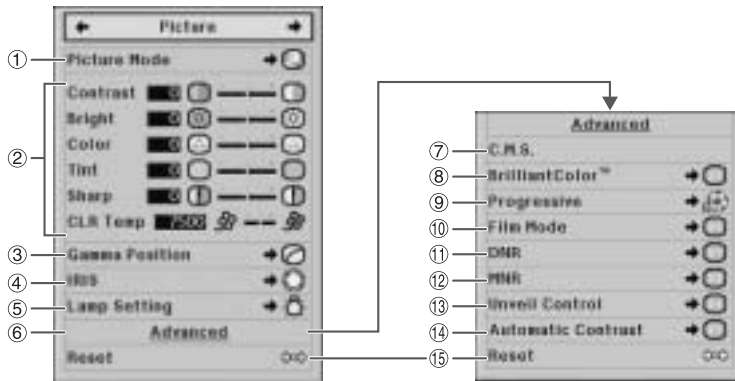 Picture
① Picture Mode
②
Contrast 0
Bright 0
Color 0
Tint 0
Sharp 0
CLR Temp 7500
③ Gamma Position
④ IRIS
⑤ Lamp Setting
⑥ Advanced
Reset
Advanced
⑦ C.M.S.
⑧ BrilliantColor™
⑨ Progressive
⑩ Film Mode
⑪ DNR
⑫ MNR
⑬ Unveil Control
⑭ Automatic Contrast
⑮ Reset